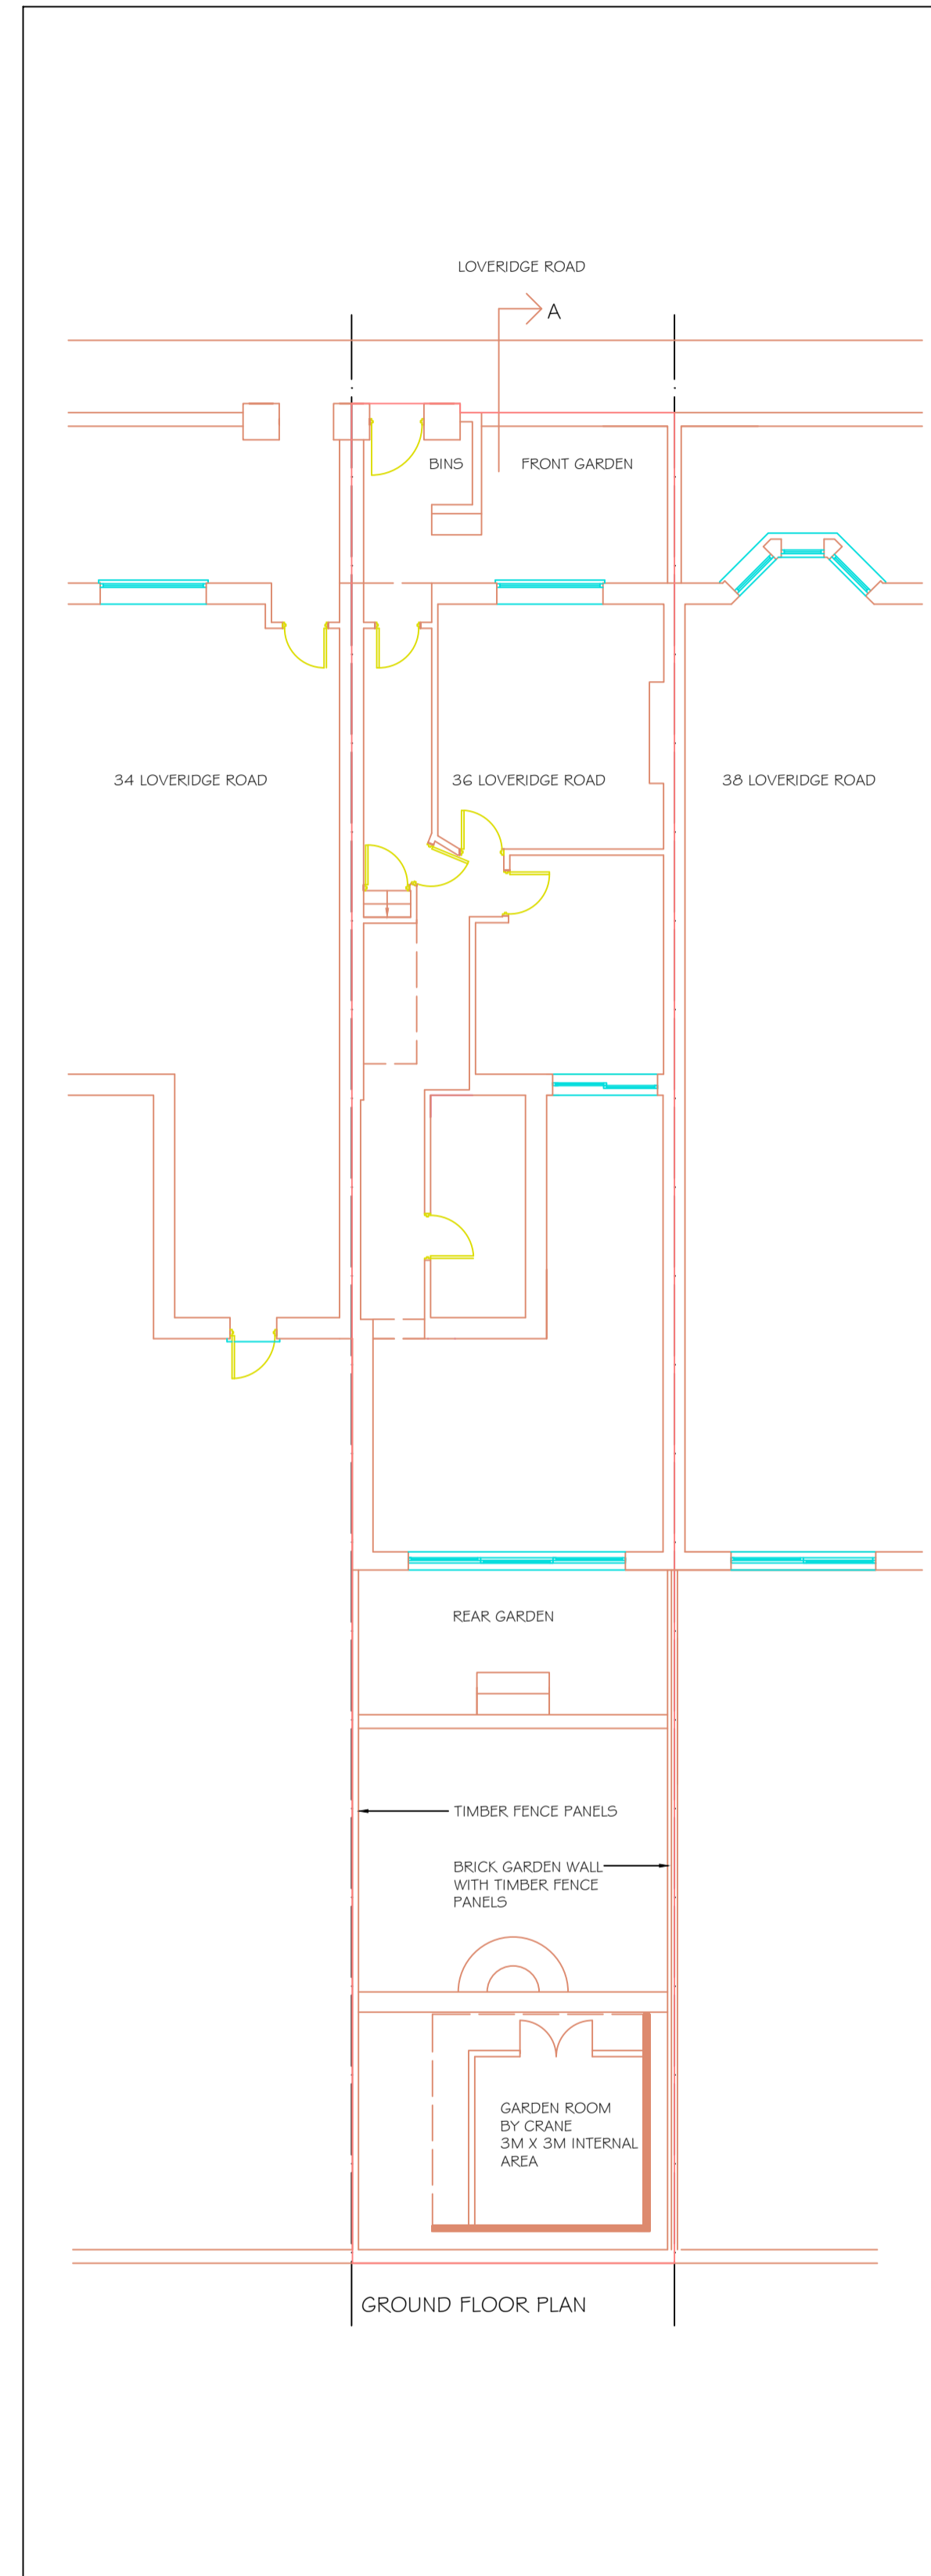 LOVERIDGE ROAD
A
BINS
FRONT GARDEN
34 LOVERIDGE ROAD
36 LOVERIDGE ROAD
38 LOVERIDGE ROAD
REAR GARDEN
TIMBER FENCE PANELS
BRICK GARDEN WALL
WITH TIMBER FENCE
PANELS
GARDEN ROOM
BY CRANE
3M X 3M INTERNAL
AREA
GROUND FLOOR PLAN